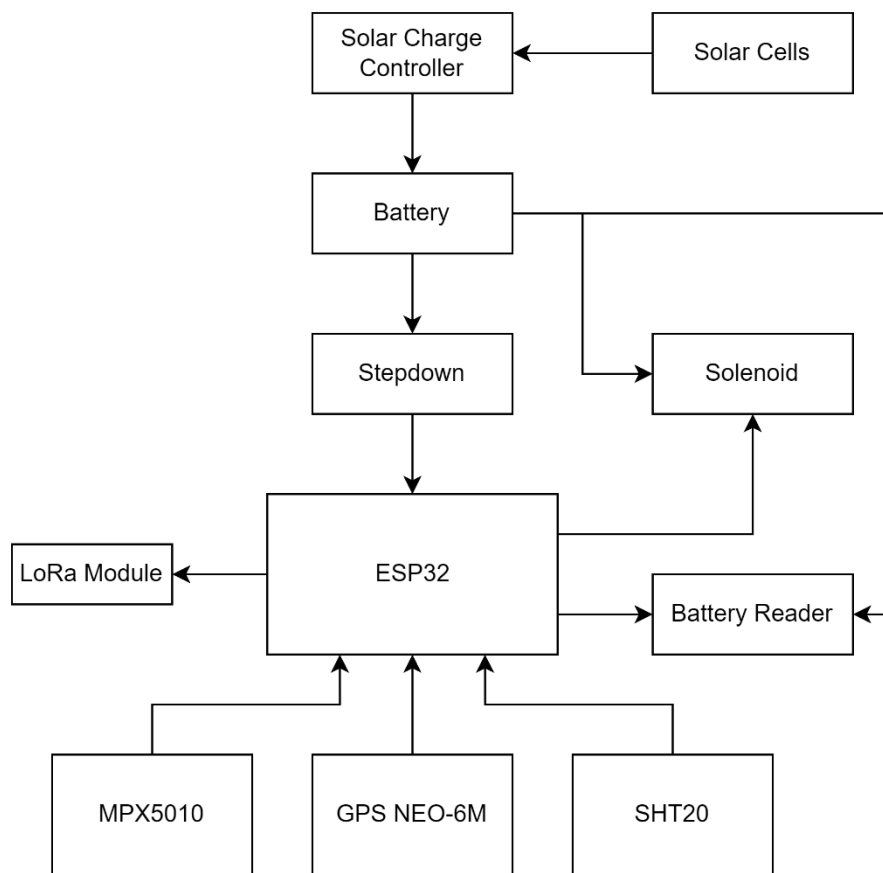 Solar Charge
Controller
Solar Cells
Battery
Stepdown
Solenoid
LoRa Module
ESP32
Battery Reader
MPX5010
GPS NEO-6M
SHT20